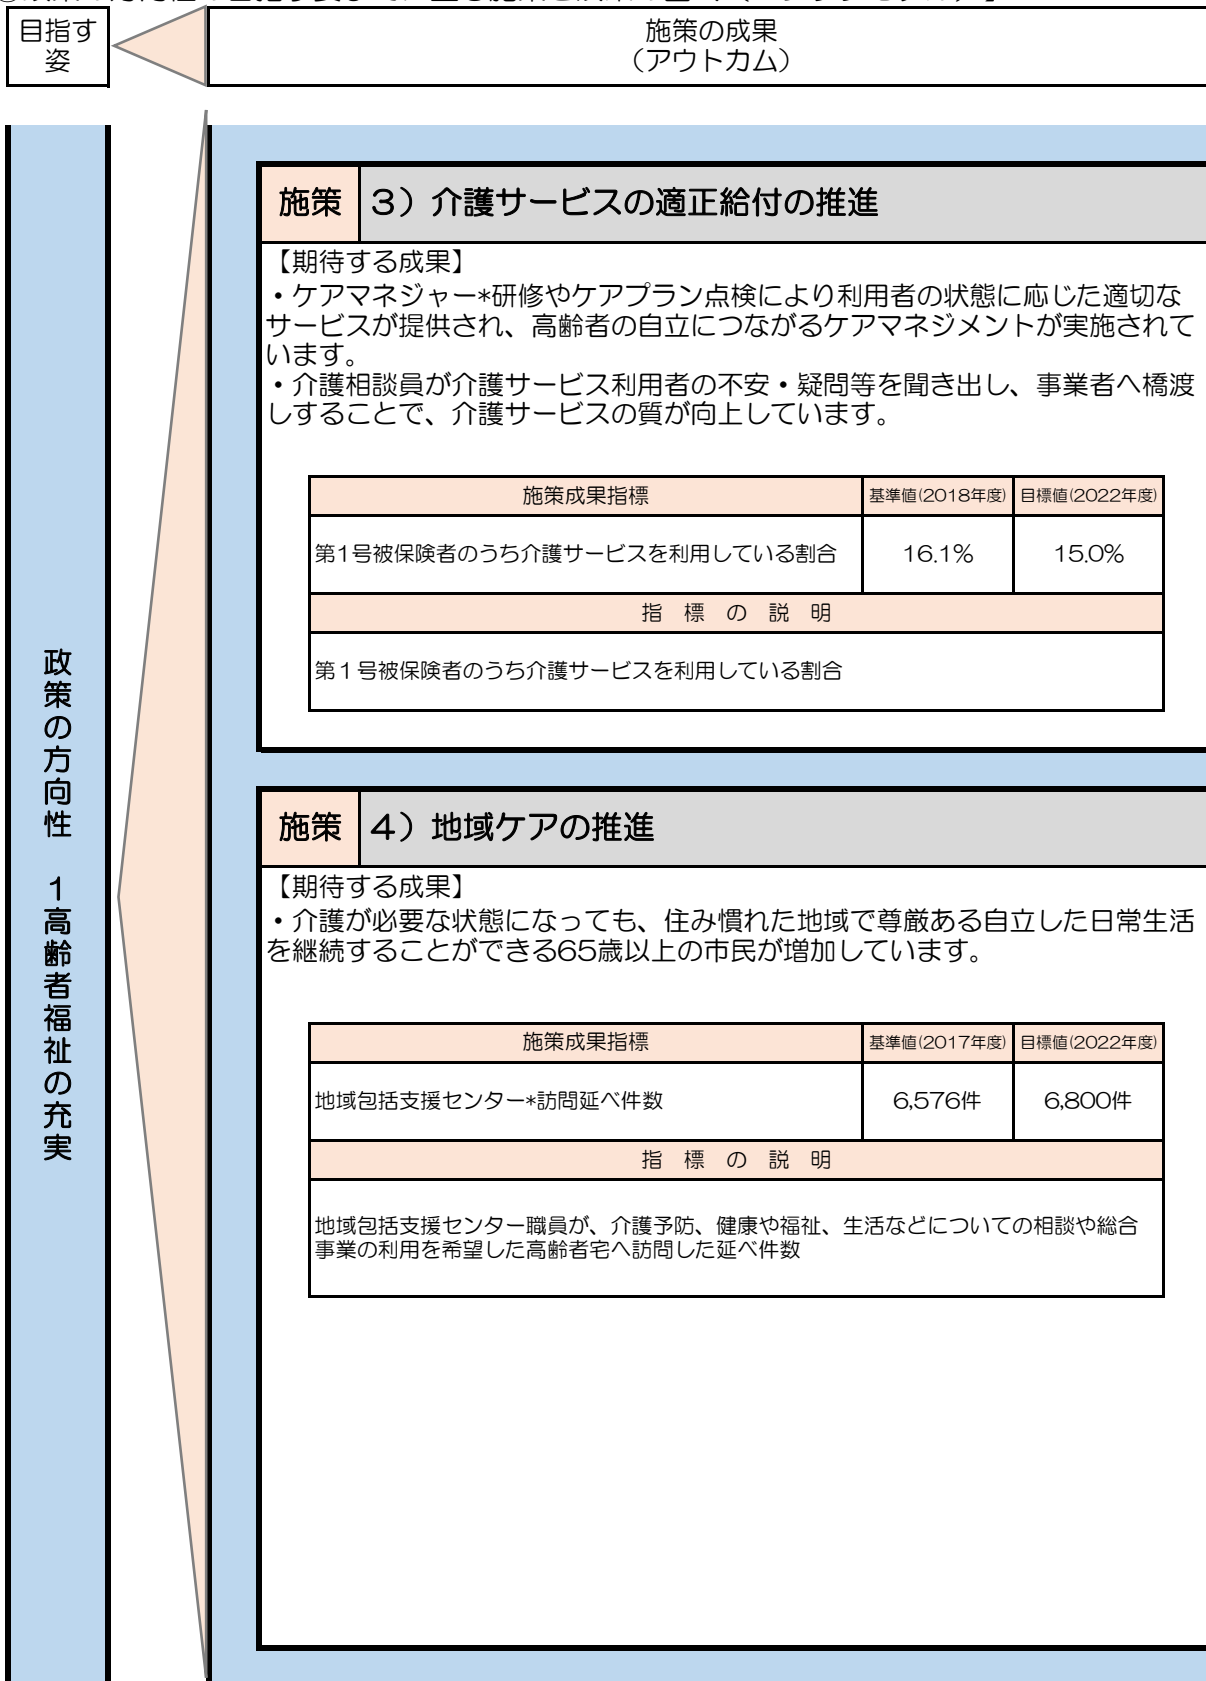 目指す
姿
施策の成果
（アウトカム）
政策の方向性　１高齢者福祉の充実
施策
３）介護サービスの適正給付の推進
【期待する成果】
・ケアマネジャー*研修やケアプラン点検により利用者の状態に応じた適切な
サービスが提供され、高齢者の自立につながるケアマネジメントが実施されて
います。
・介護相談員が介護サービス利用者の不安・疑問等を聞き出し、事業者へ橋渡
しすることで、介護サービスの質が向上しています。
施策成果指標 基準値(2018年度) 目標値(2022年度)
第1号被保険者のうち介護サービスを利用している割合 16.1% 15.0%
指　標　の　説　明
第１号被保険者のうち介護サービスを利用している割合
施策
４）地域ケアの推進
【期待する成果】
・介護が必要な状態になっても、住み慣れた地域で尊厳ある自立した日常生活
を継続することができる65歳以上の市民が増加しています。
施策成果指標 基準値(2017年度) 目標値(2022年度)
地域包括支援センター*訪問延べ件数 6,576件 6,800件
指　標　の　説　明
地域包括支援センター職員が、介護予防、健康や福祉、生活などについての相談や総合
事業の利用を希望した高齢者宅へ訪問した延べ件数